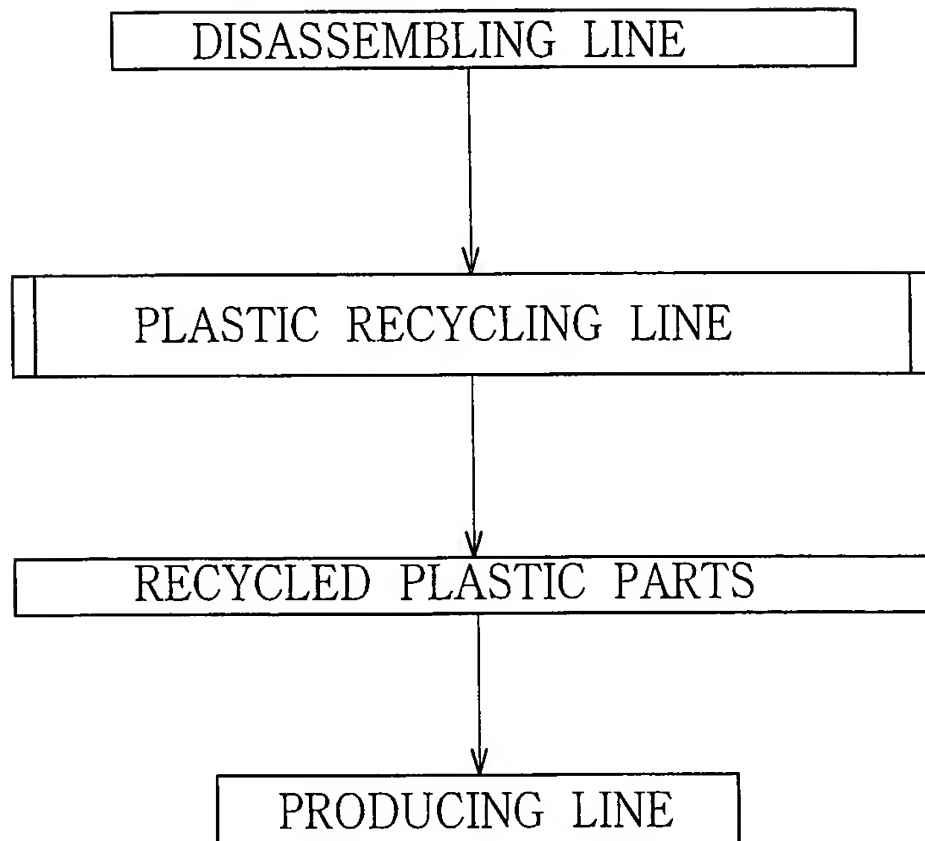 DISASSEMBLING LINE
PLASTIC RECYCLING LINE
RECYCLED PLASTIC PARTS
PRODUCING LINE